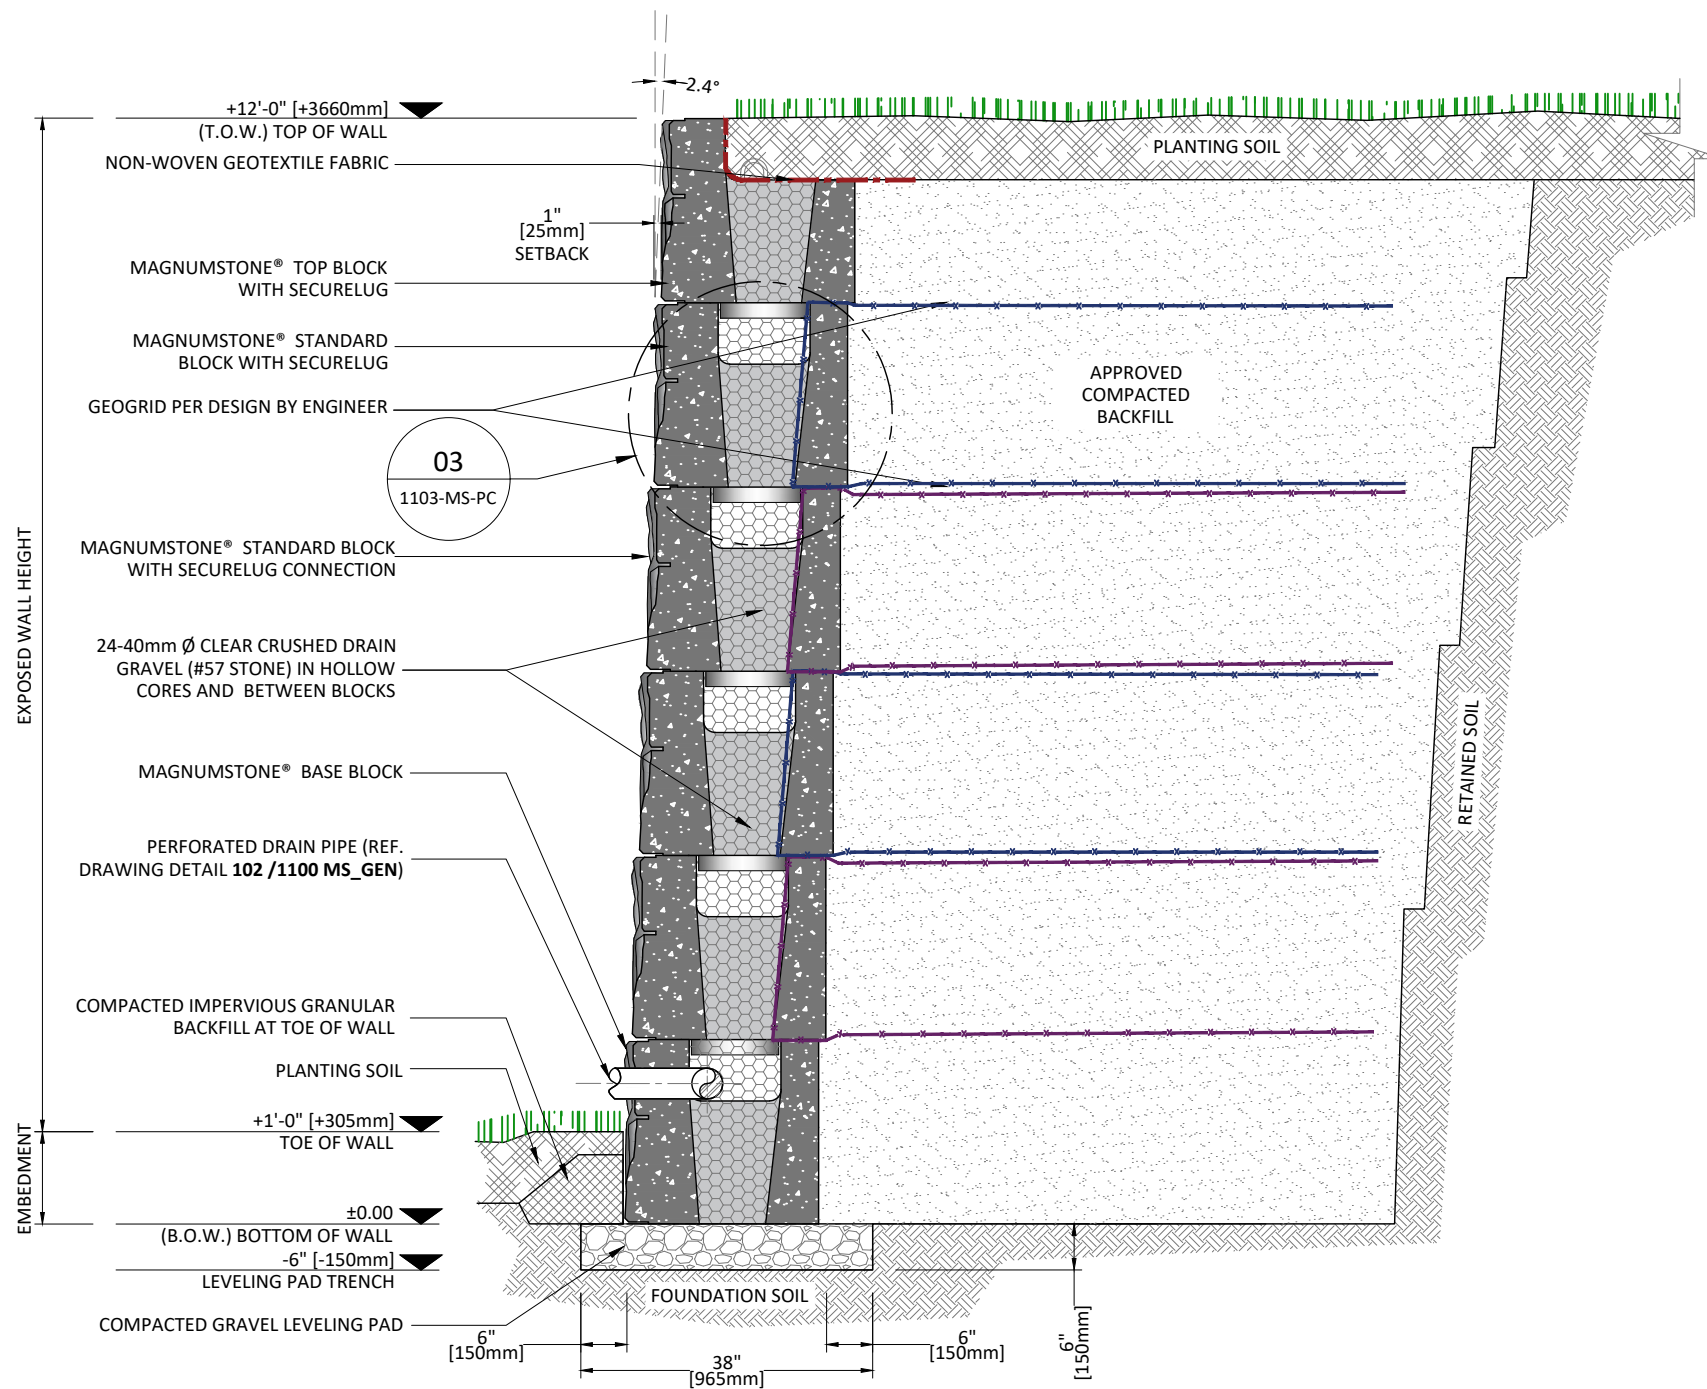 2.4°
+12'-0" [+3660mm]
(T.O.W.) TOP OF WALL
PLANTING SOIL
NON-WOVEN GEOTEXTILE FABRIC
1"
[25mm]
SETBACK
MAGNUMSTONE® TOP BLOCK
WITH SECURELUG
MAGNUMSTONE® STANDARD
BLOCK WITH SECURELUG
APPROVED
COMPACTED
BACKFILL
GEOGRID PER DESIGN BY ENGINEER
03
1103-MS-PC
EXPOSED WALL HEIGHT
MAGNUMSTONE® STANDARD BLOCK
WITH SECURELUG CONNECTION
24-40mm Ø CLEAR CRUSHED DRAIN
GRAVEL (#57 STONE) IN HOLLOW
CORES AND BETWEEN BLOCKS
RETAINED SOIL
MAGNUMSTONE® BASE BLOCK
PERFORATED DRAIN PIPE (REF.
DRAWING DETAIL 102 /1100 MS_GEN)
COMPACTED IMPERVIOUS GRANULAR
BACKFILL AT TOE OF WALL
PLANTING SOIL
+1'-0" [+305mm]
TOE OF WALL
EMBEDMENT
±0.00
(B.O.W.) BOTTOM OF WALL
-6" [-150mm]
LEVELING PAD TRENCH
FOUNDATION SOIL
COMPACTED GRAVEL LEVELING PAD
6"
[150mm]
38"
[965mm]
6"
[150mm]
6"
[150mm]